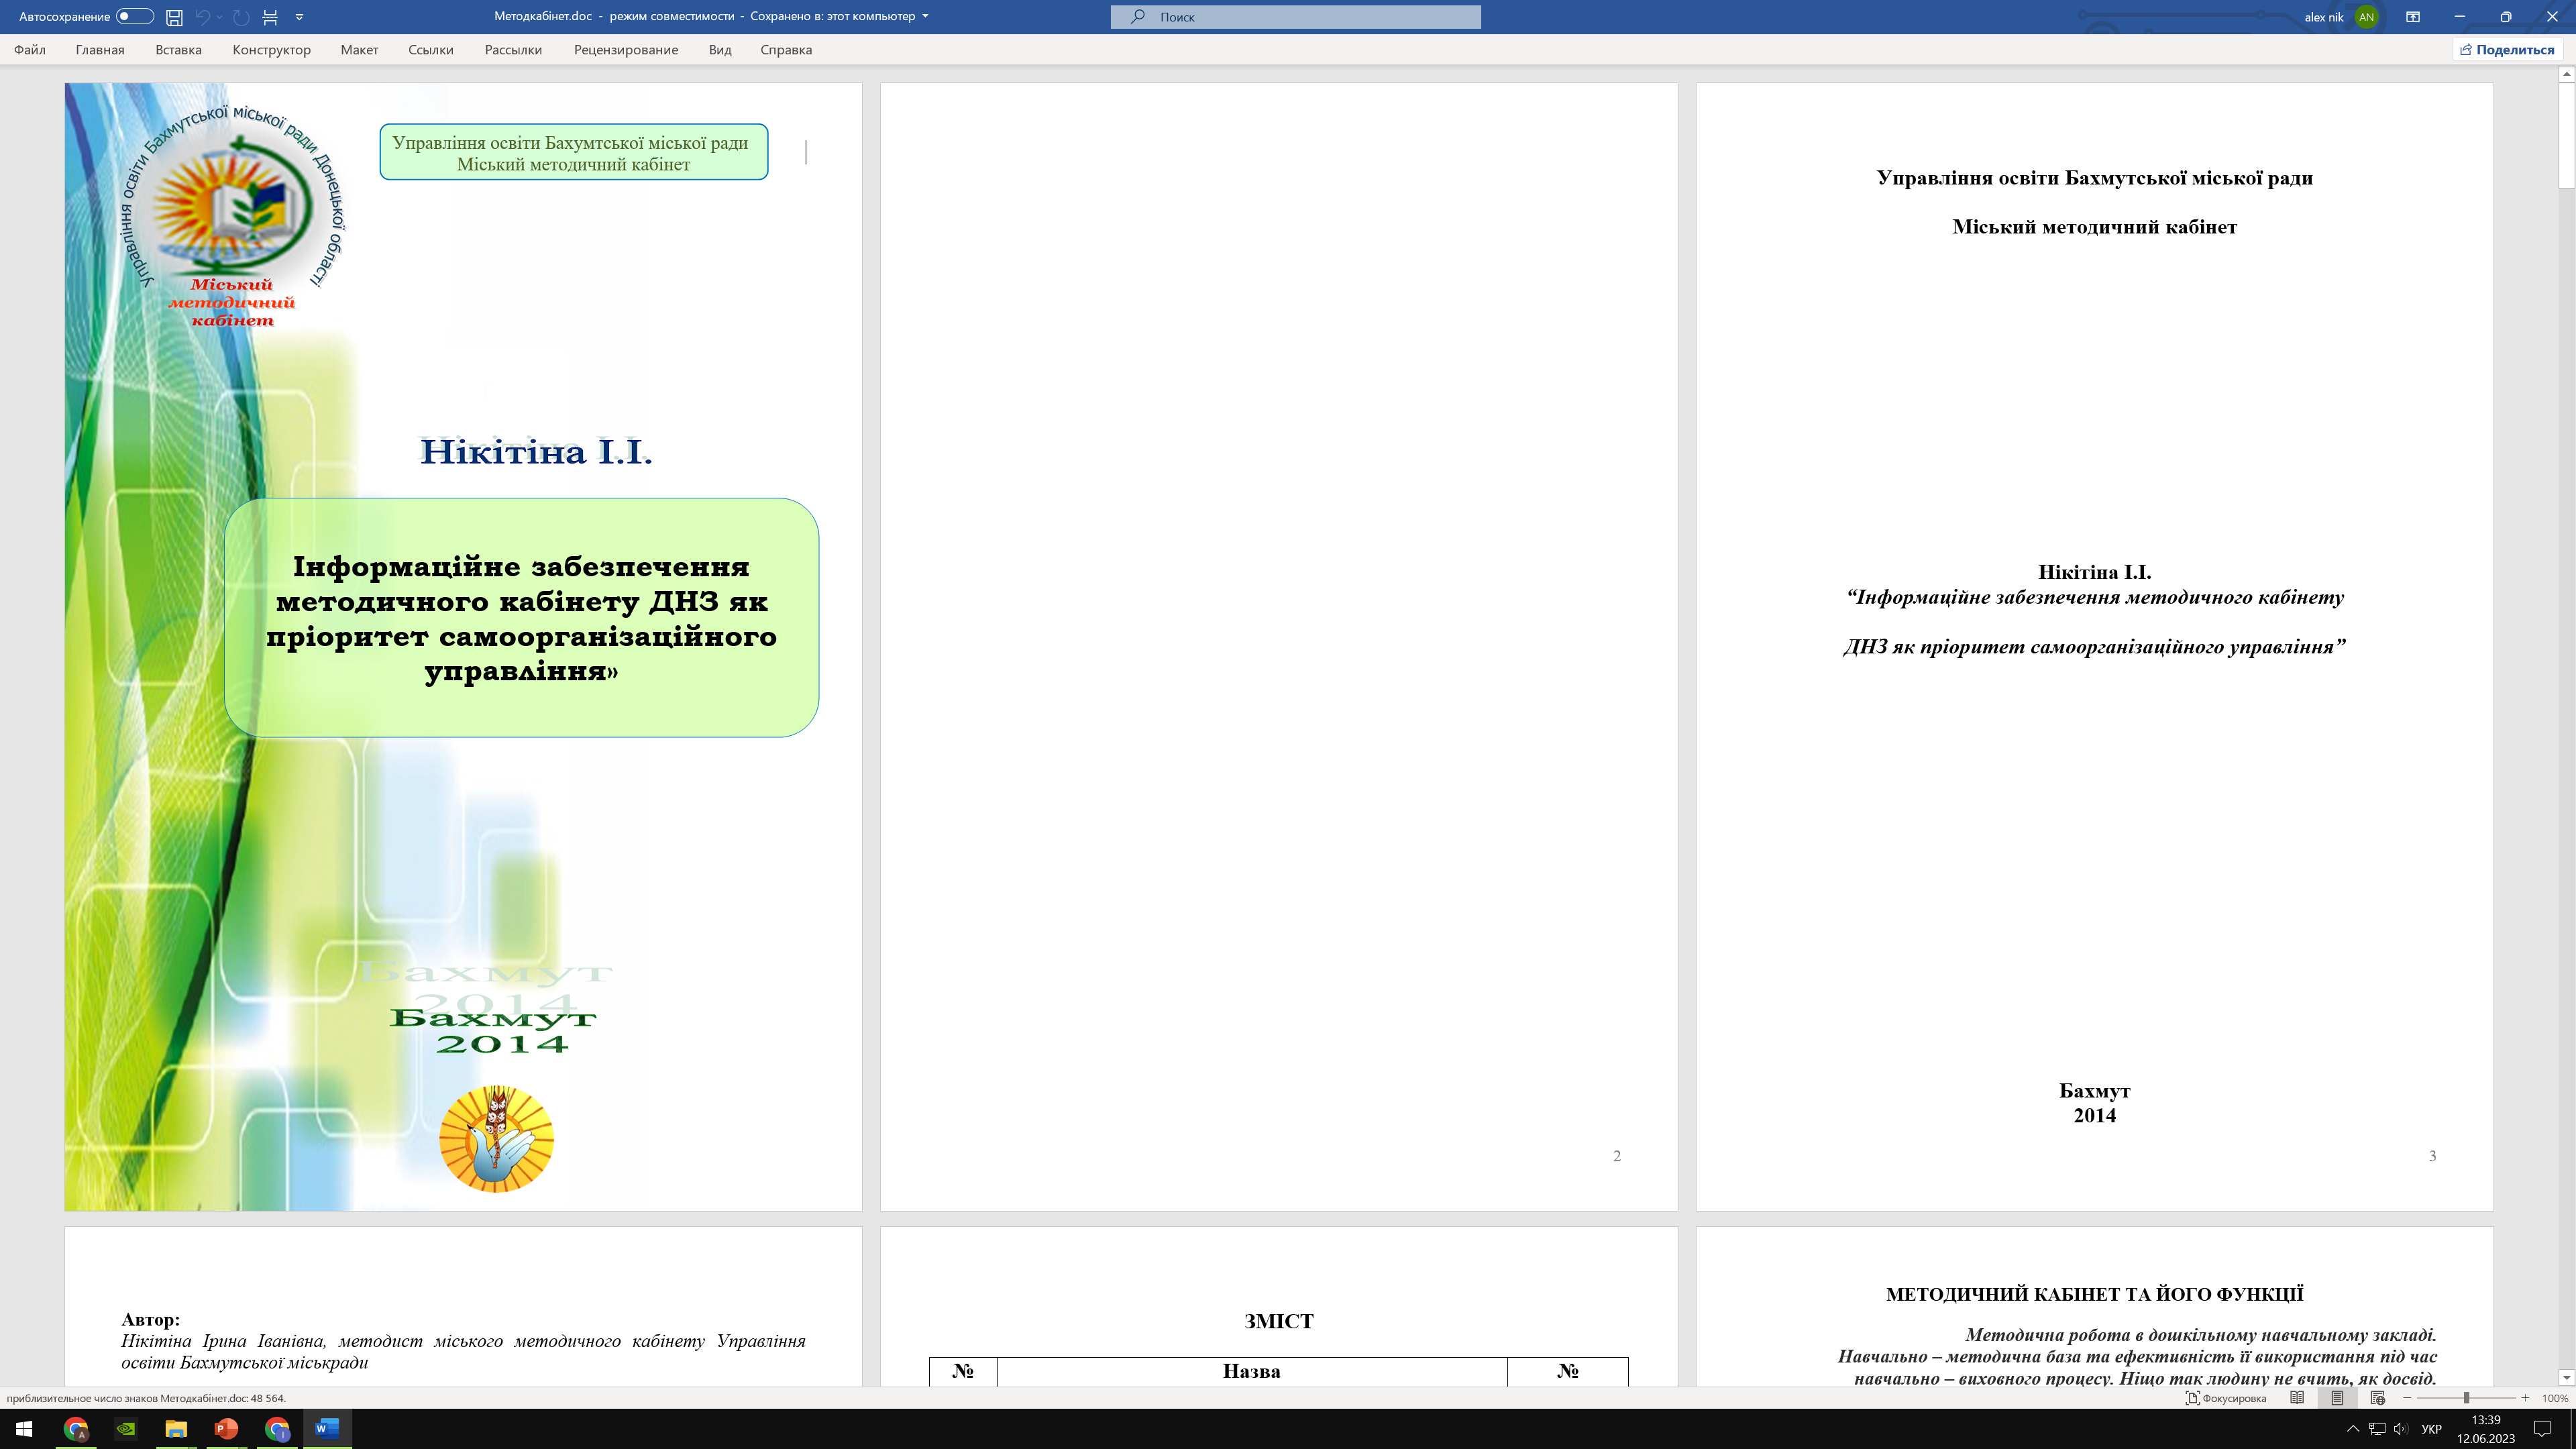 Автосохранение
Методкабінет.doc - режим совместимости - Сохранено в: этот компьютер
Поиск
alex nik
AN
Файл
Главная
Вставка
Конструктор
Макет
Ссылки
Рассылки
Рецензирование
Вид
Справка
Поделиться
Управління освіти Бахмутської міської ради Донецької області
Міський
методичний
кабінет
Управління освіти Бахумтської міської ради
Міський методичний кабінет
Нікітіна І.І.
Інформаційне забезпечення
методичного кабінету ДНЗ як
пріоритет самоорганізаційного
управління»
Бахмут
2014
2
Управління освіти Бахмутської міської ради
Міський методичний кабінет
Нікітіна І.І.
“Інформаційне забезпечення методичного кабінету
ДНЗ як пріоритет самоорганізаційного управління”
Бахмут
2014
3
Автор:
Нікітіна Ірина Іванівна, методист міського методичного кабінету Управління
освіти Бахмутської міськради
ЗМІСТ
№
Назва
№
МЕТОДИЧНИЙ КАБІНЕТ ТА ЙОГО ФУНКЦІЇ
Методична робота в дошкільному навчальному закладі.
Навчально – методична база та ефективність її використання під час
навчально – виховного процесу. Ніщо так людину не вчить, як досвід.
приблизительное число знаков Методкабінет.doc: 48 564.
Фокусировка
100%
УКР
13:39
12.06.2023